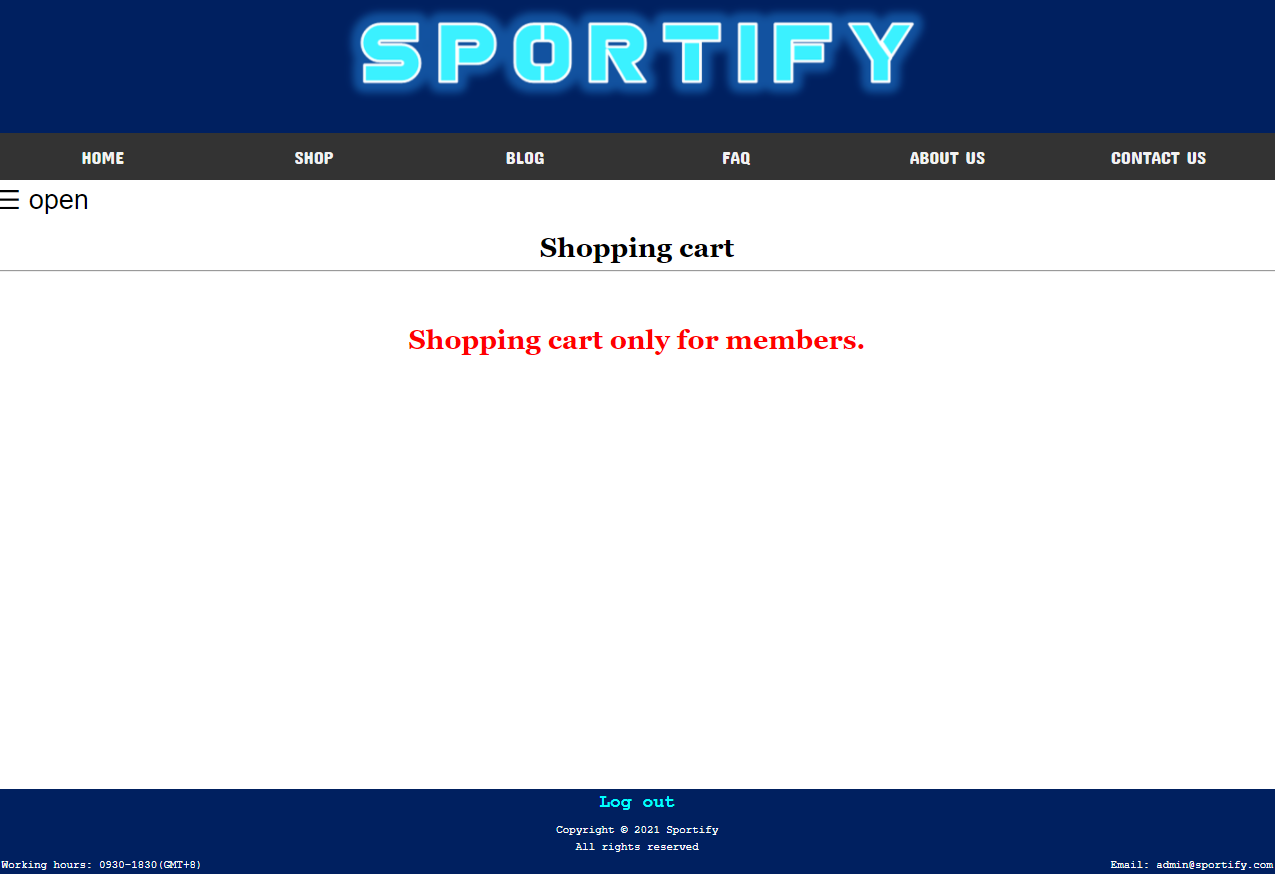 SPORTIFY
HOME SHOP BLOG FAQ ABOUT US CONTACT US
☰ open
Shopping cart
Shopping cart only for members.
Log out
Copyright © 2021 Sportify
All rights reserved
Working hours: 0930-1830(GMT+8) Email: admin@sportify.com